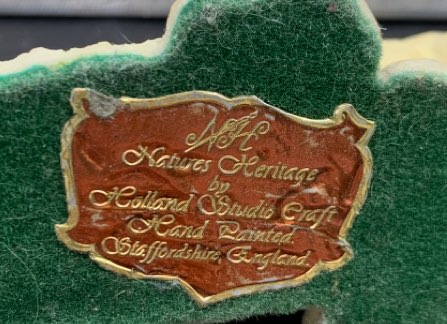 NH
Natures Heritage
by
Holland Studio Craft
Hand Painted.
Staffordshire, England.